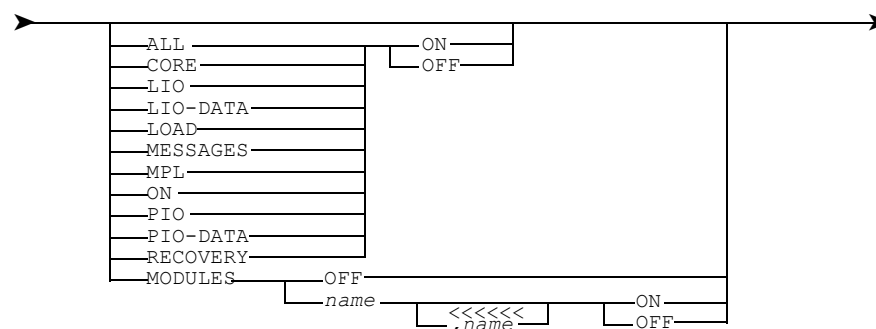 ALL ON
CORE OFF
LIO
LIO-DATA
LOAD
MESSAGES
MPL
ON
PIO
PIO-DATA
RECOVERY
MODULES OFF
name <<<<<< ON
,name OFF